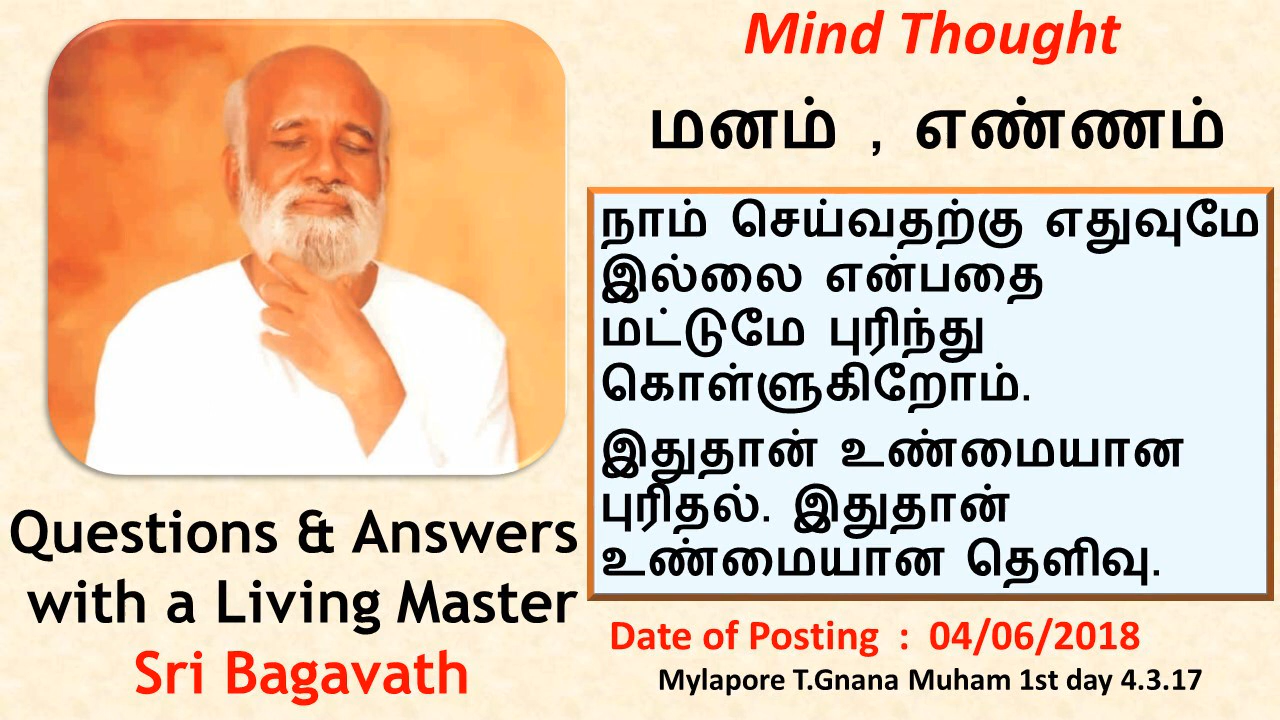 Mind Thought
மனம் , எண்ணம்
நாம் செய்வதற்கு எதுவுமே
இல்லை என்பதை
மட்டுமே புரிந்து
கொள்ளுகிறோம்.
இதுதான் உண்மையான
புரிதல். இதுதான்
உண்மையான தெளிவு.
Questions & Answers
with a Living Master
Sri Bagavath
Date of Posting : 04/06/2018
Mylapore T.Gnana Muham 1st day 4.3.17